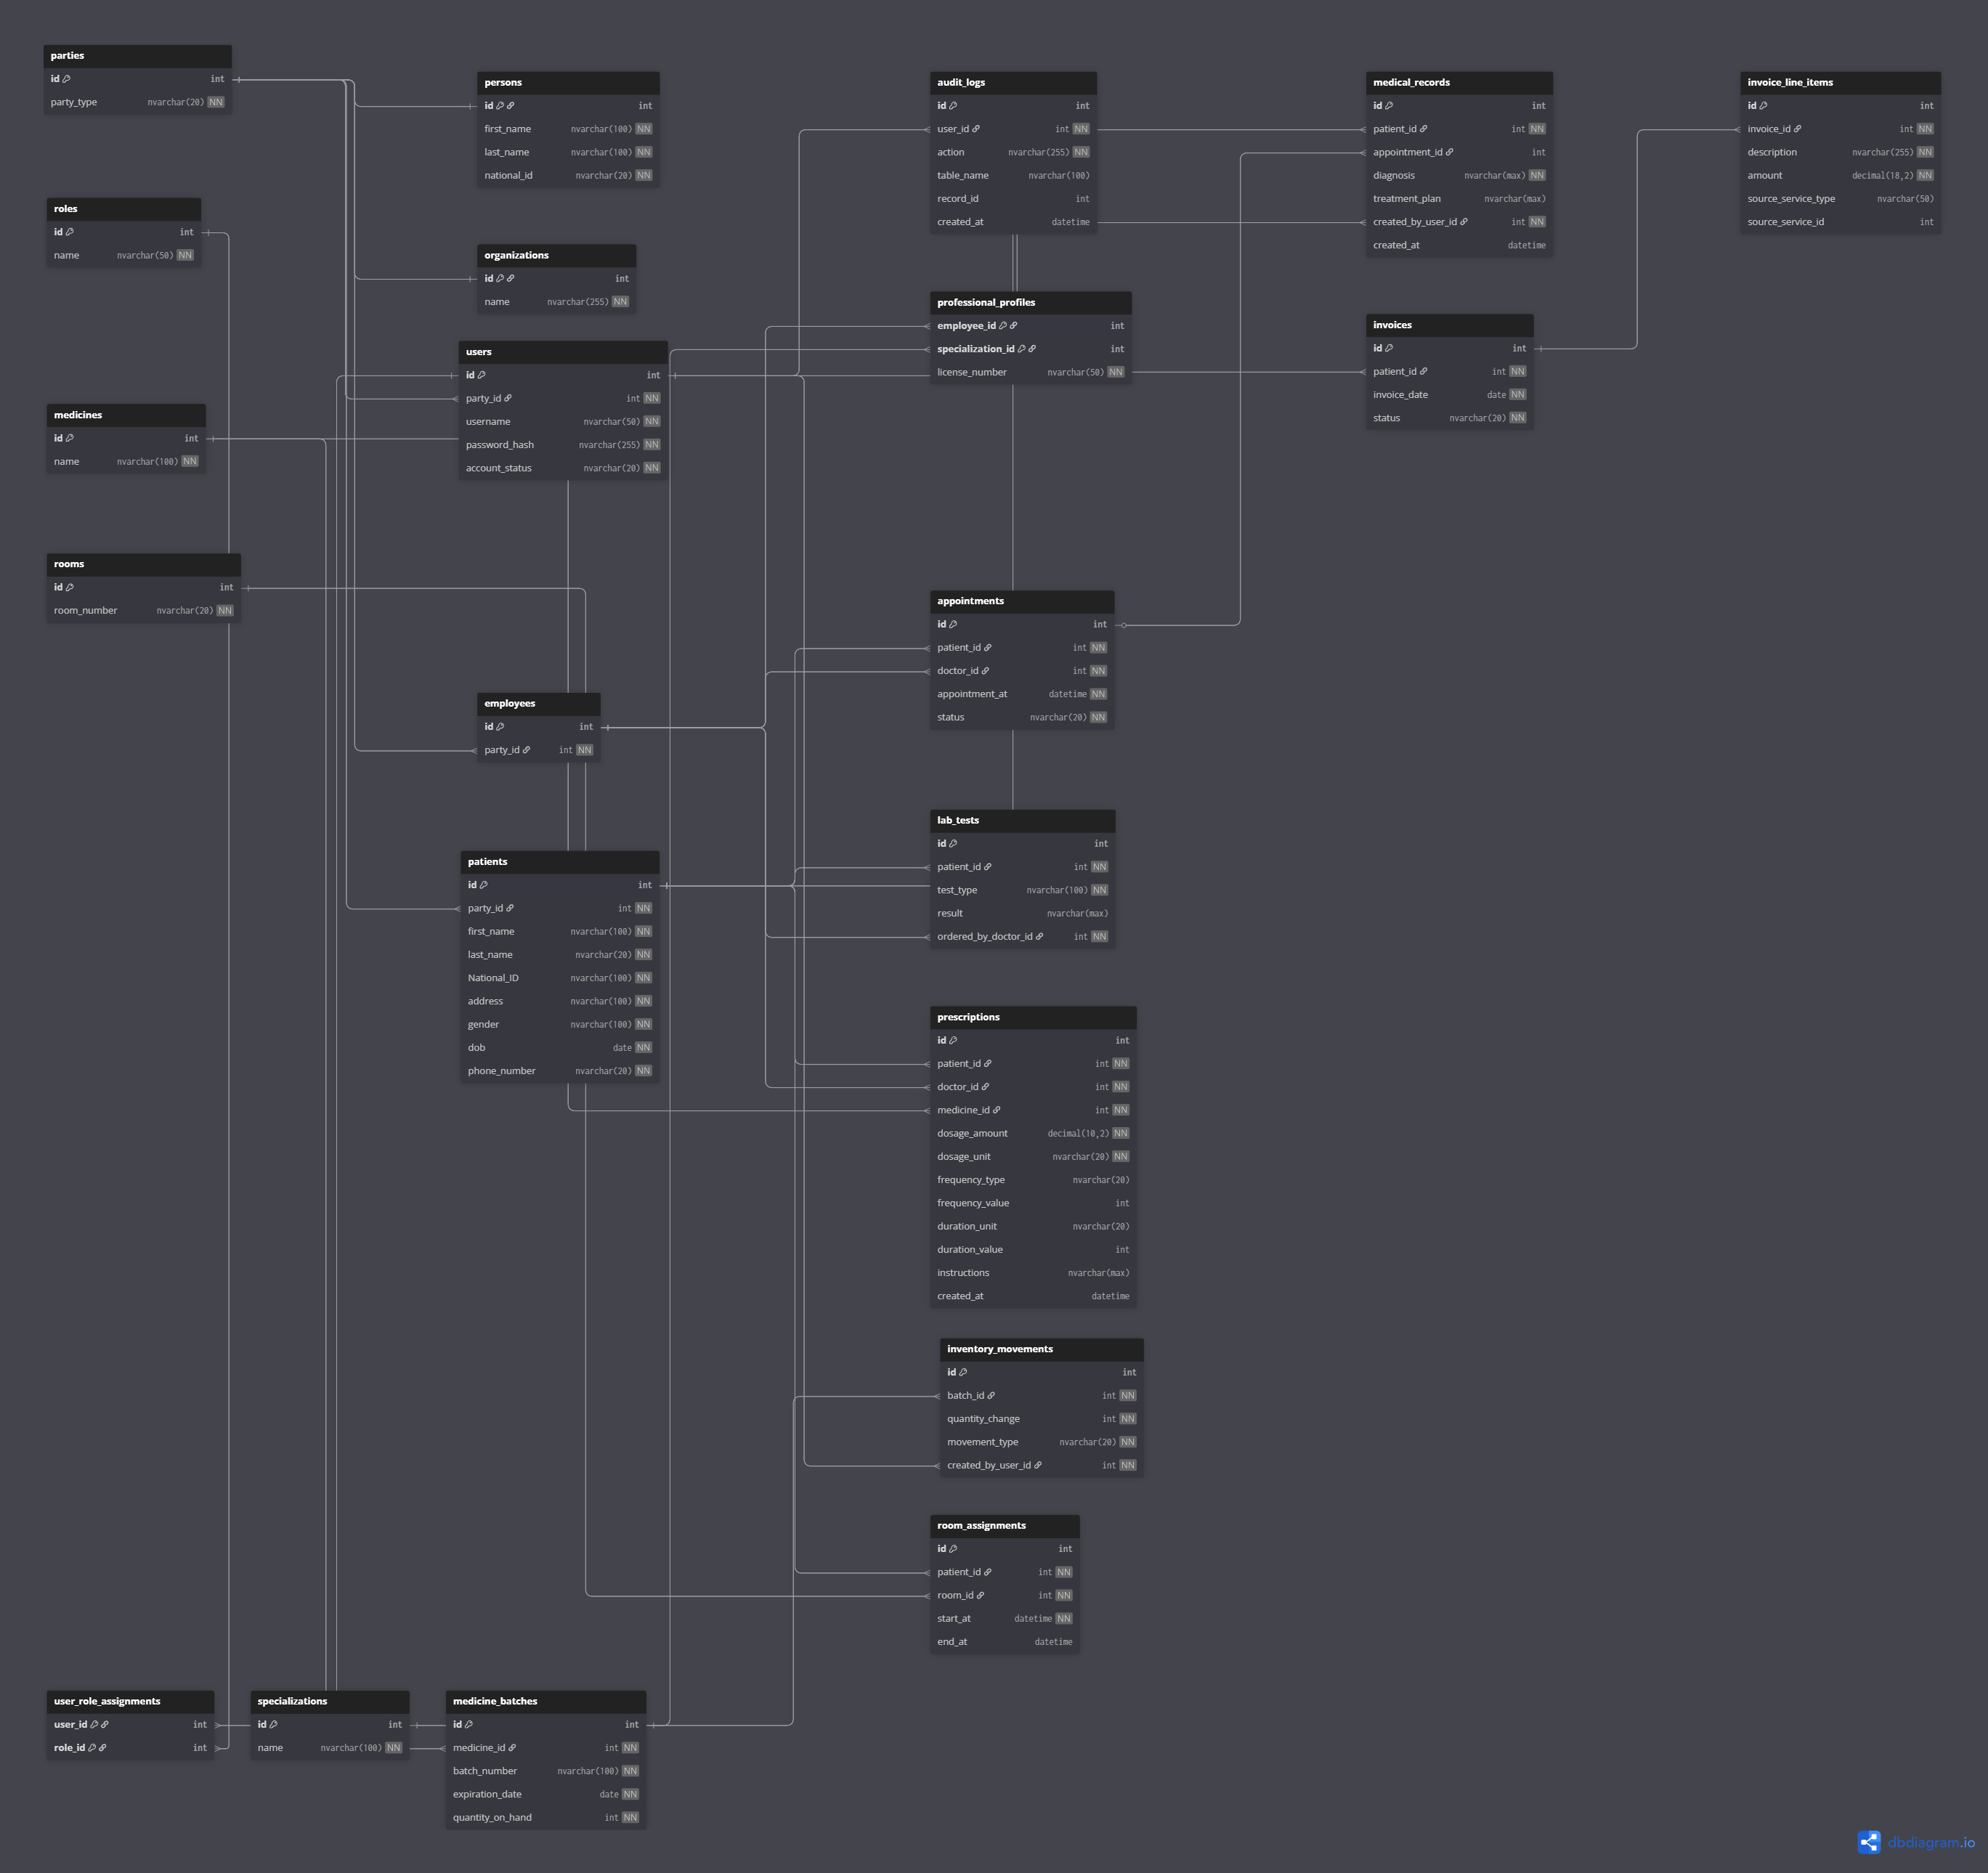 parties
id int
party_type nvarchar(20) NN
roles
id int
name nvarchar(50) NN
medicines
id int
name nvarchar(100) NN
rooms
id int
room_number nvarchar(20) NN
persons
id int
first_name nvarchar(100) NN
last_name nvarchar(100) NN
national_id nvarchar(20) NN
organizations
id int
name nvarchar(255) NN
users
id int
party_id int NN
username nvarchar(50) NN
password_hash nvarchar(255) NN
account_status nvarchar(20) NN
employees
id int
party_id int NN
patients
id int
party_id int NN
first_name nvarchar(100) NN
last_name nvarchar(20) NN
National_ID nvarchar(100) NN
address nvarchar(100) NN
gender nvarchar(100) NN
dob date NN
phone_number nvarchar(20) NN
audit_logs
id int
user_id int NN
action nvarchar(255) NN
table_name nvarchar(100)
record_id int
created_at datetime
professional_profiles
employee_id int
specialization_id int
license_number nvarchar(50) NN
appointments
id int
patient_id int NN
doctor_id int NN
appointment_at datetime NN
status nvarchar(20) NN
lab_tests
id int
patient_id int NN
test_type nvarchar(100) NN
result nvarchar(max)
ordered_by_doctor_id int NN
prescriptions
id int
patient_id int NN
doctor_id int NN
medicine_id int NN
dosage_amount decimal(10,2) NN
dosage_unit nvarchar(20) NN
frequency_type nvarchar(20)
frequency_value int
duration_unit nvarchar(20)
duration_value int
instructions nvarchar(max)
created_at datetime
inventory_movements
id int
batch_id int NN
quantity_change int NN
movement_type nvarchar(20) NN
created_by_user_id int NN
room_assignments
id int
patient_id int NN
room_id int NN
start_at datetime NN
end_at datetime
medical_records
id int
patient_id int NN
appointment_id int
diagnosis nvarchar(max) NN
treatment_plan nvarchar(max)
created_by_user_id int NN
created_at datetime
invoices
id int
patient_id int NN
invoice_date date NN
status nvarchar(20) NN
invoice_line_items
id int
invoice_id int NN
description nvarchar(255) NN
amount decimal(18,2) NN
source_service_type nvarchar(50)
source_service_id int
user_role_assignments
user_id int
role_id int
specializations
id int
name nvarchar(100) NN
medicine_batches
id int
medicine_id int NN
batch_number nvarchar(100) NN
expiration_date date NN
quantity_on_hand int NN
dbdiagram.io